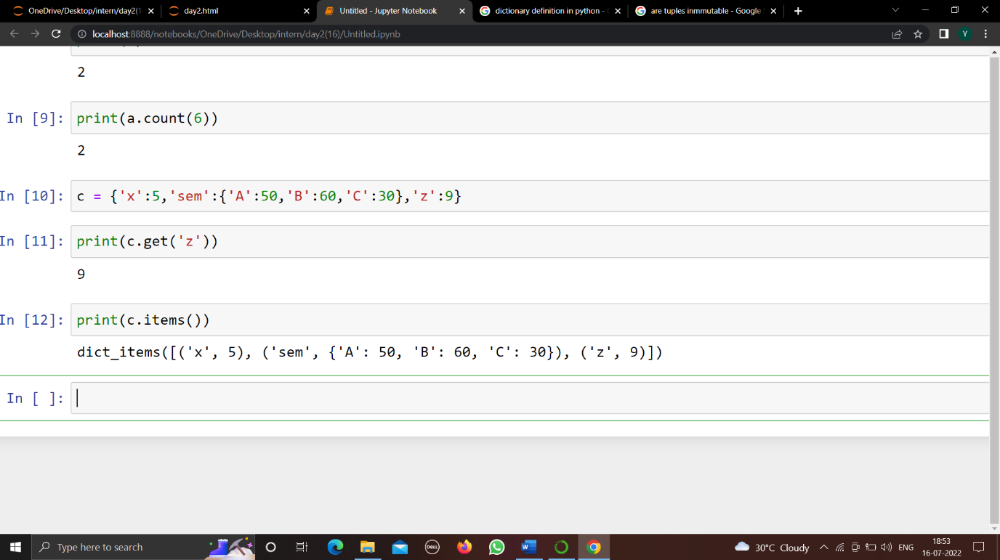 OneDrive/Desktop/intern/day2(1
day2.html
Untitled - Jupyter Notebook
dictionary definition in python -
are tuples inmmutable - Google
localhost:8888/notebooks/OneDrive/Desktop/intern/day2(16)/Untitled.ipynb
Y
2
In [9]: print(a.count(6))
2
In [10]: c = {'x':5,'sem':{'A':50,'B':60,'C':30},'z':9}
In [11]: print(c.get('z'))
9
In [12]: print(c.items())
dict_items([('x', 5), ('sem', {'A': 50, 'B': 60, 'C': 30}), ('z', 9)])
In [ ]:
Type here to search
DELL
W
30°C Cloudy
ENG
18:53
16-07-2022